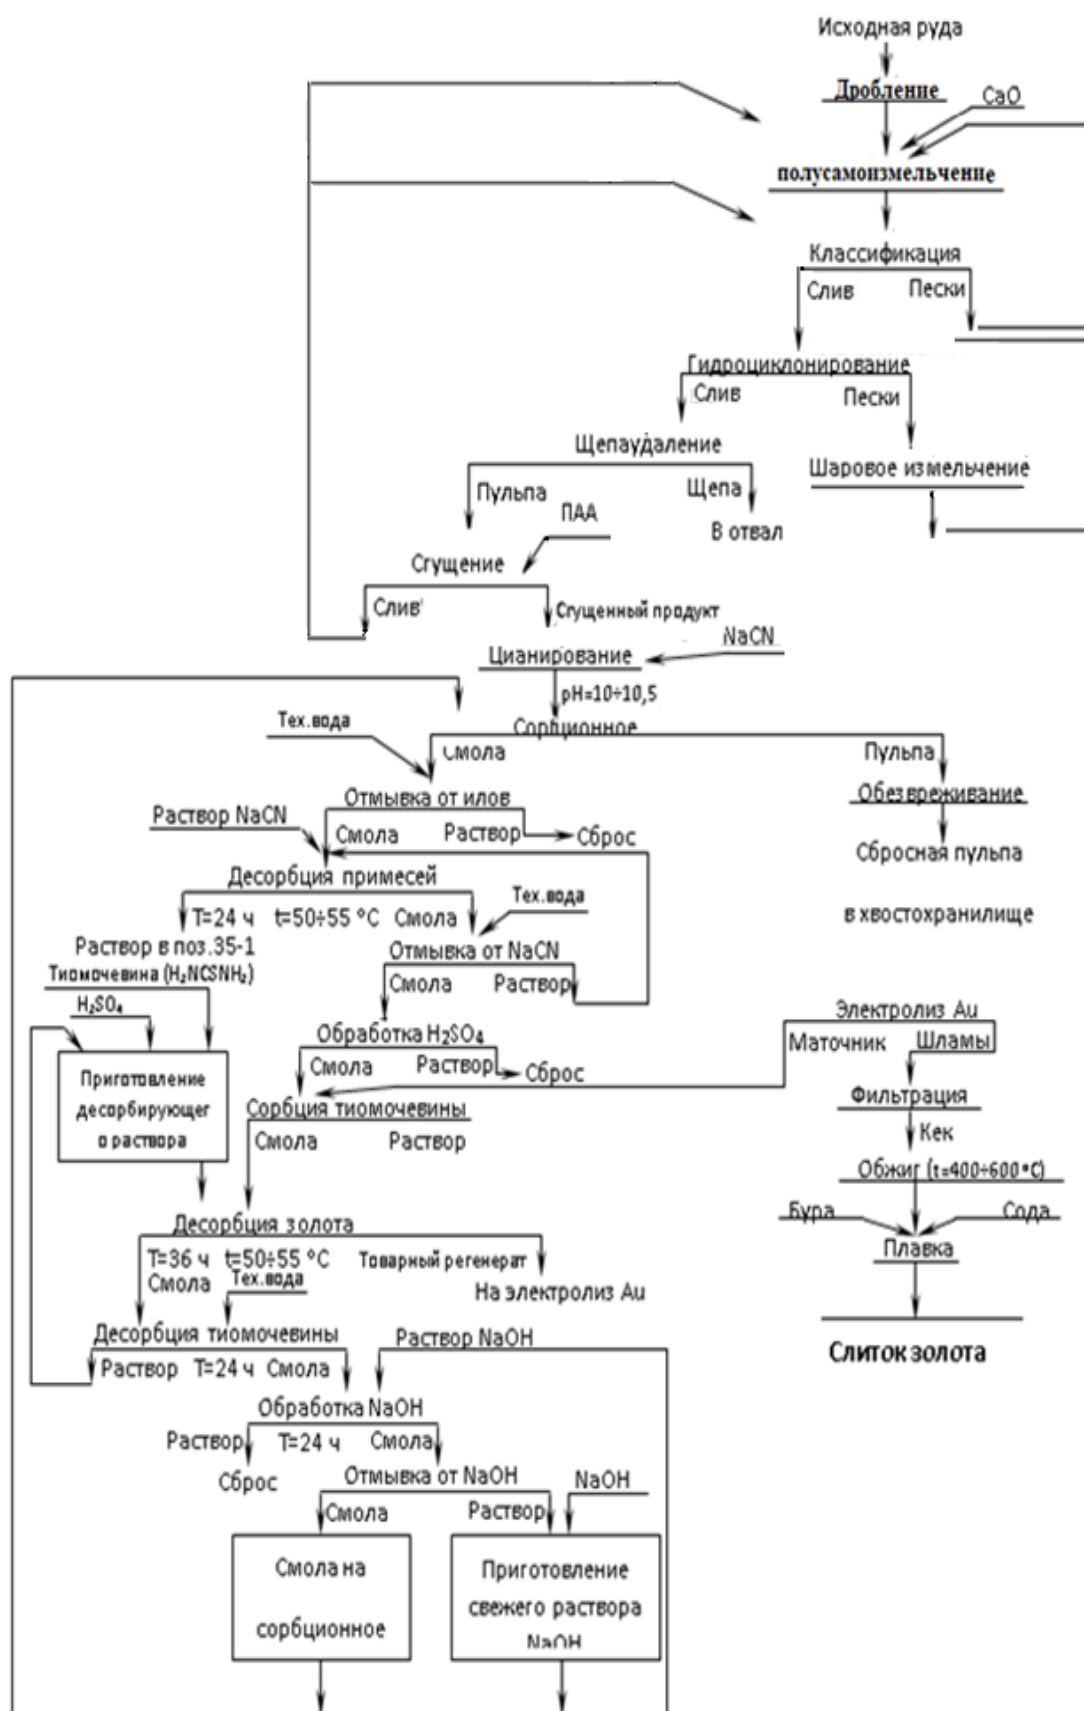 Исходная руда
Дробление
CaO
полусамоизмельчение
Классификация
Слив
Пески
Гидроциклонирование
Слив
Пески
Щепаудаление
Шаровое измельчение
Пульпа
Щепа
ПАА
В отвал
Сгущение
Слив
Сгущенный продукт
NaCN
Цианирование
pH=10÷10,5
Тех.вода
Сорбционное
Смола
Пульпа
Отмывка от илов
Обезвреживание
Раствор NaCN
Смола
Раствор
Сброс
Сбросная пульпа
Десорбция примесей
Тех.вода
T=24 ч t=50÷55 °C Смола
в хвостохранилище
Раствор в поз.35-1
Отмывка от NaCN
Тиомочевина (H₂NCSNH₂)
Смола
Раствор
H₂SO₄
Электролиз Au
Обработка H₂SO₄
Маточник
Шламы
Смола
Раствор
Сброс
Приготовление
десорбирующег
о раствора
Фильтрация
Сорбция тиомочевины
Кек
Смола
Раствор
Обжиг (t=400÷600°C)
Бура
Сода
Десорбция золота
Плавка
T=36 ч t=50÷55 °C Товарный регенерат
Смола
Тех.вода
На электролиз Au
Десорбция тиомочевины
Раствор NaOH
Слиток золота
Раствор T=24 ч Смола
Обработка NaOH
Раствор T=24 ч Смола
Сброс
Отмывка от NaOH
NaOH
Смола
Раствор
Смола на
сорбционное
Приготовление
свежего раствора
NaOH